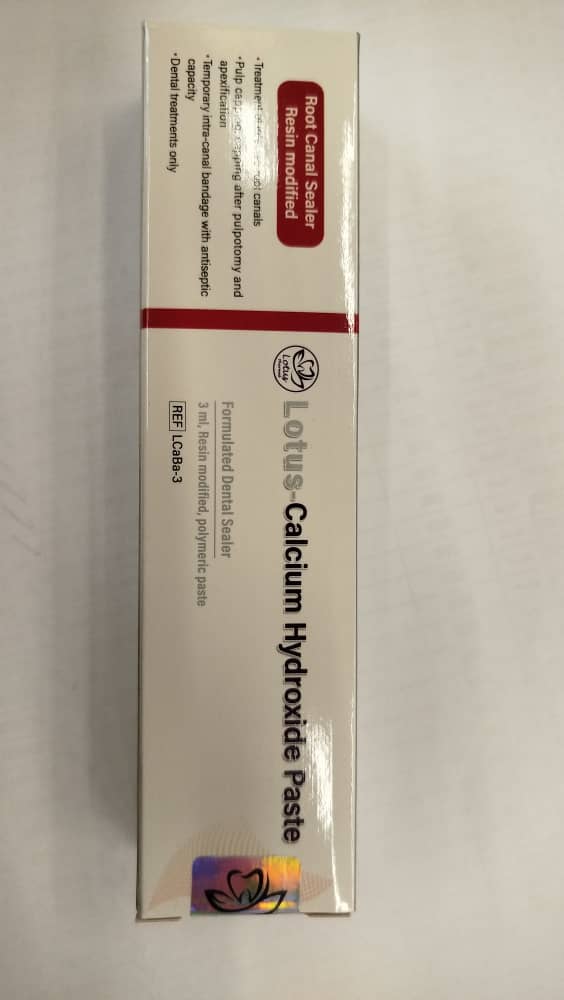 Root Canal Sealer
Resin modified
• Treatment canals
• Pulp capping, capping after pulpotomy and
apexification
• Temporary intra-canal bandage with antiseptic
capacity
• Dental treatments only
Lotus
Lotus-Calcium Hydroxide Paste
Formulated Dental Sealer
3 ml, Resin modified, polymeric paste
REF LCaBa-3